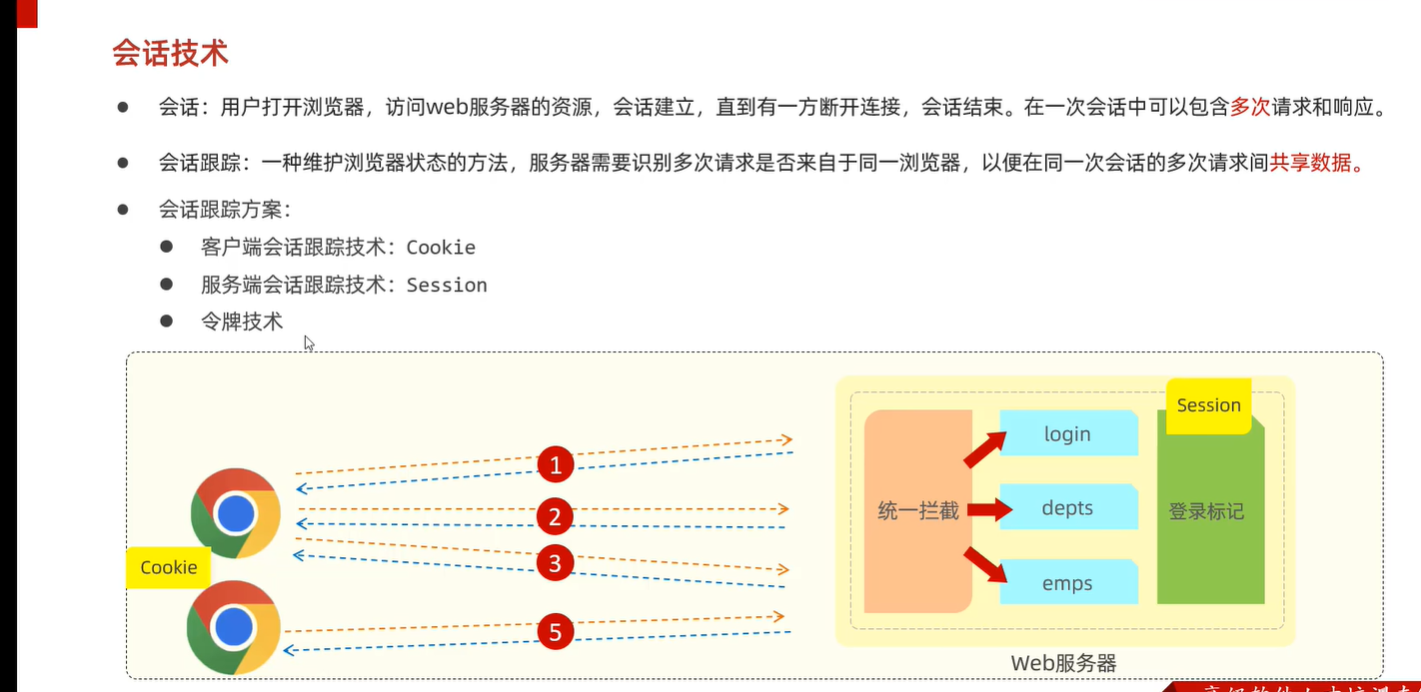 会话技术
会话：用户打开浏览器，访问web服务器的资源，会话建立，直到有一方断开连接，会话结束。在一次会话中可以包含多次请求和响应。
会话跟踪：一种维护浏览器状态的方法，服务器需要识别多次请求是否来自于同一浏览器，以便在同一次会话的多次请求间共享数据。
会话跟踪方案：
客户端会话跟踪技术：Cookie
服务端会话跟踪技术：Session
令牌技术
Session
login
1
统一拦截
depts
登录标记
2
3
Cookie
emps
5
Web服务器